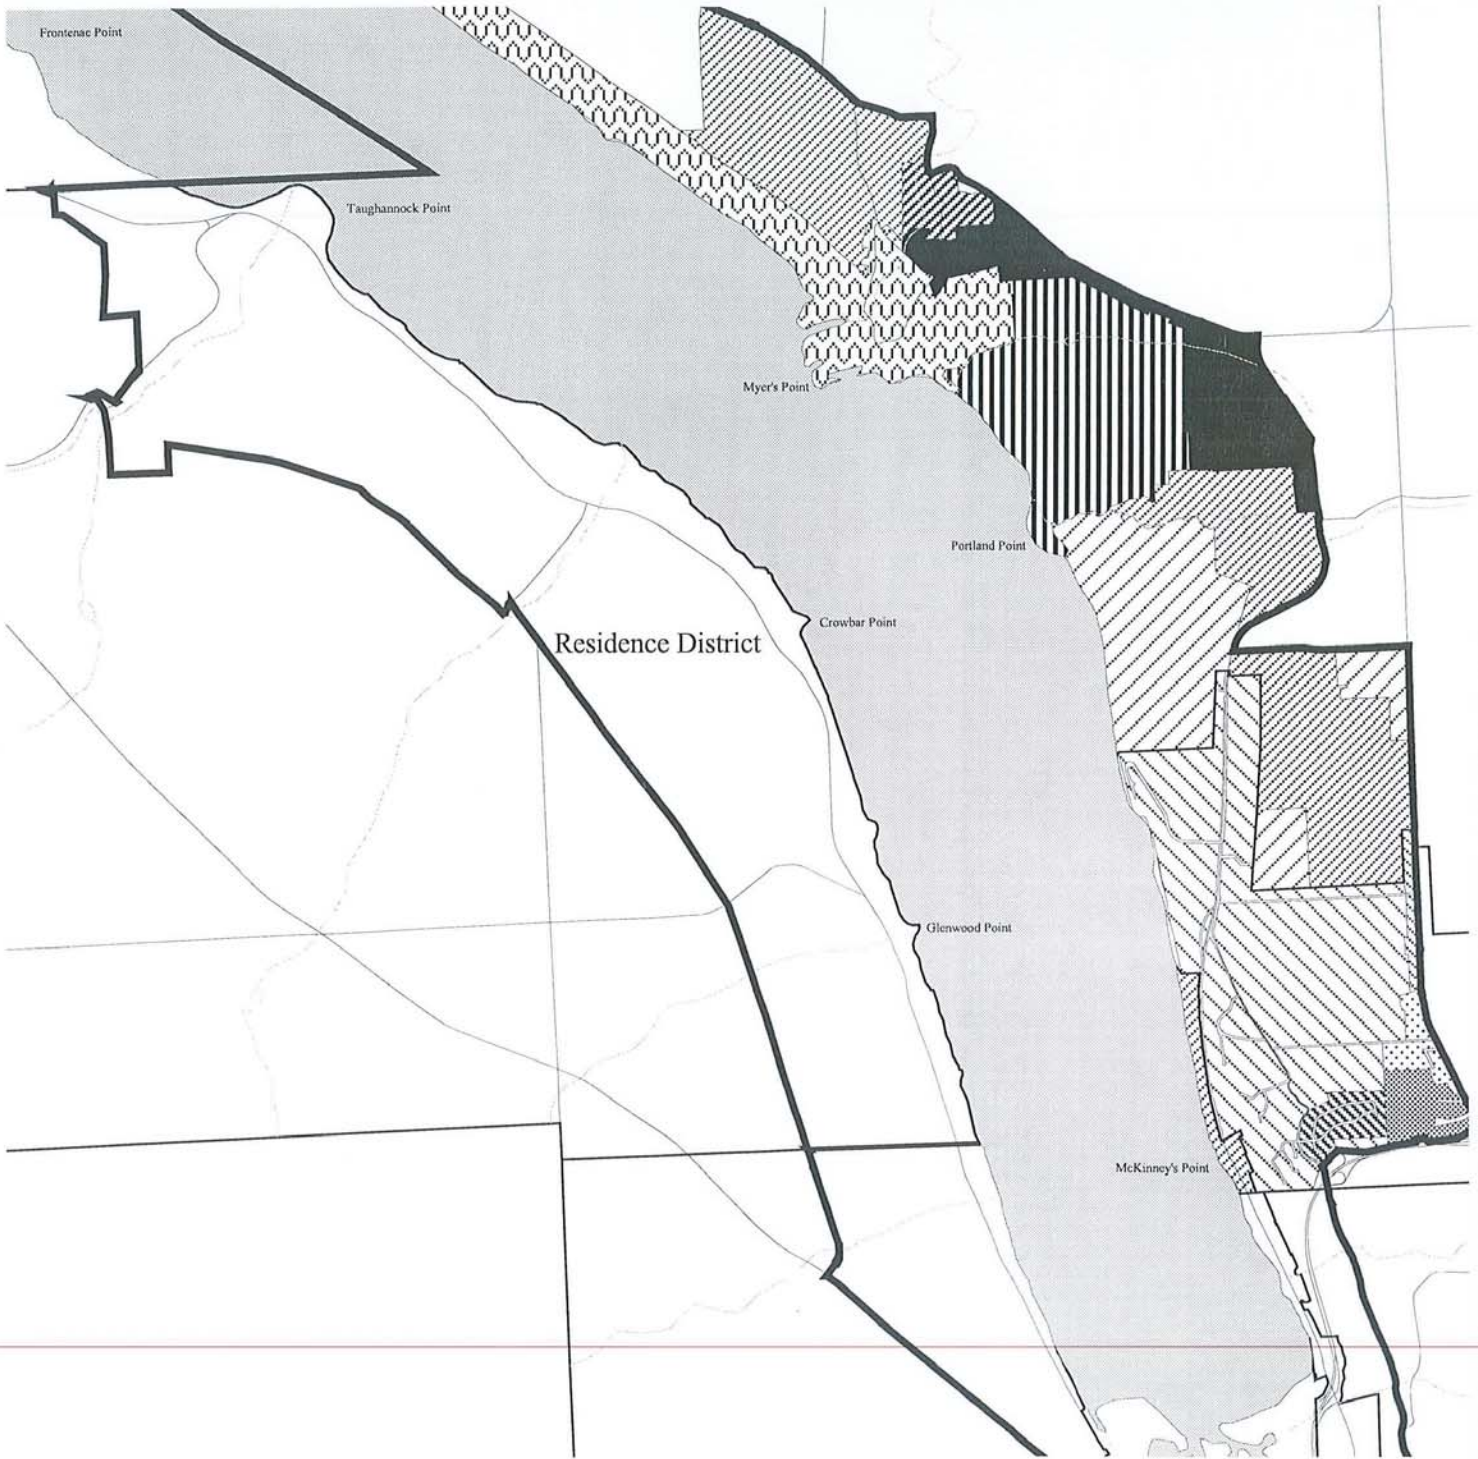 Frontenac Point
Taughannock Point
Myer's Point
Portland Point
Crowbar Point
Residence District
Glenwood Point
McKinney's Point